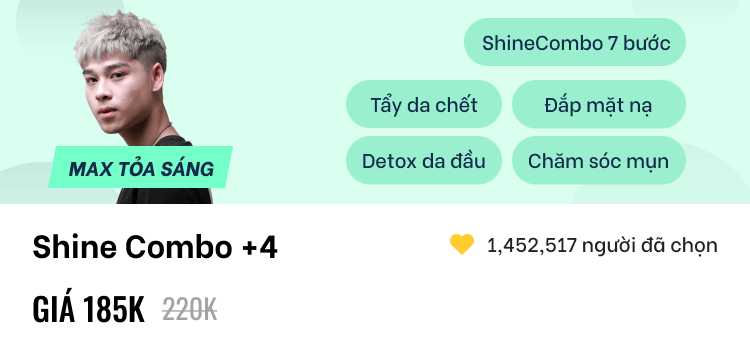 ShineCombo 7 bước
Tẩy da chết
Đắp mặt nạ
Detox da đầu
Chăm sóc mụn
MAX TỎA SÁNG
Shine Combo +4
1,452,517 người đã chọn
GIÁ 185K 220K